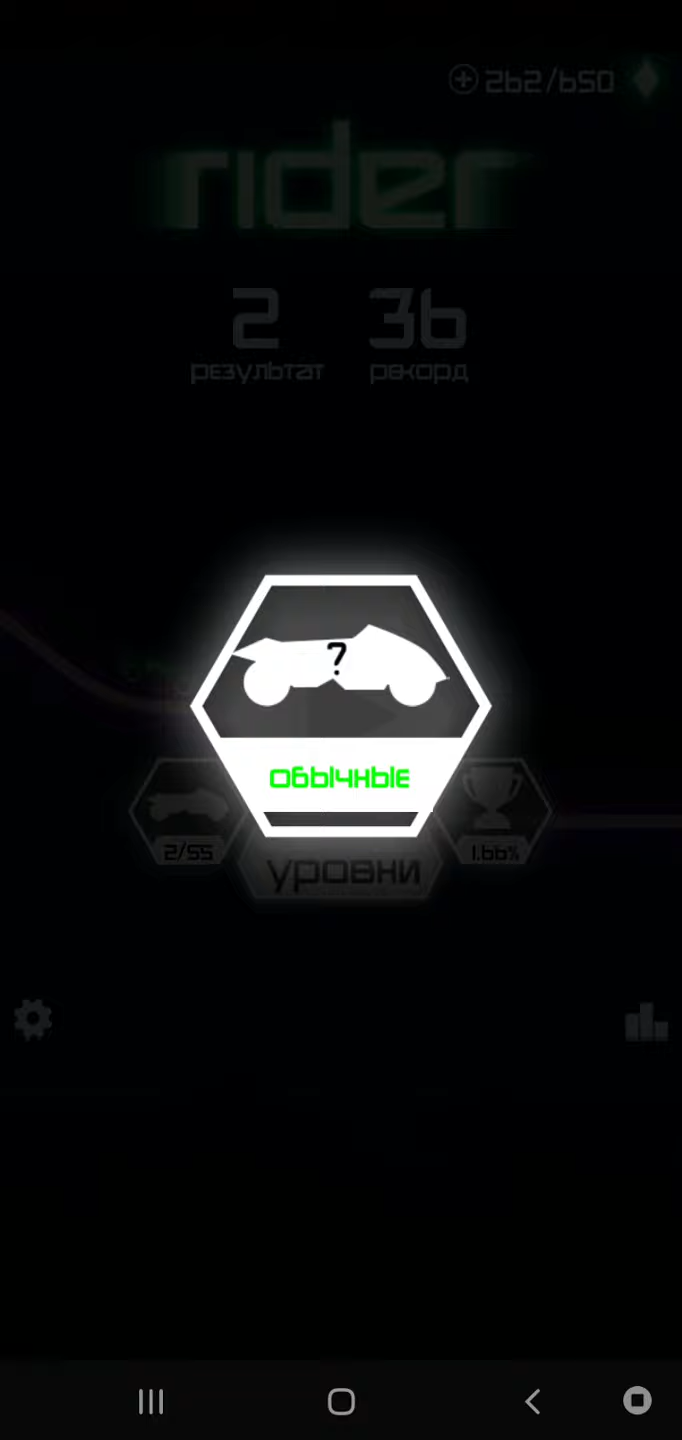 262/650
rider
2 36
результат рекорд
?
обычные
2/55 1.66%
уровни